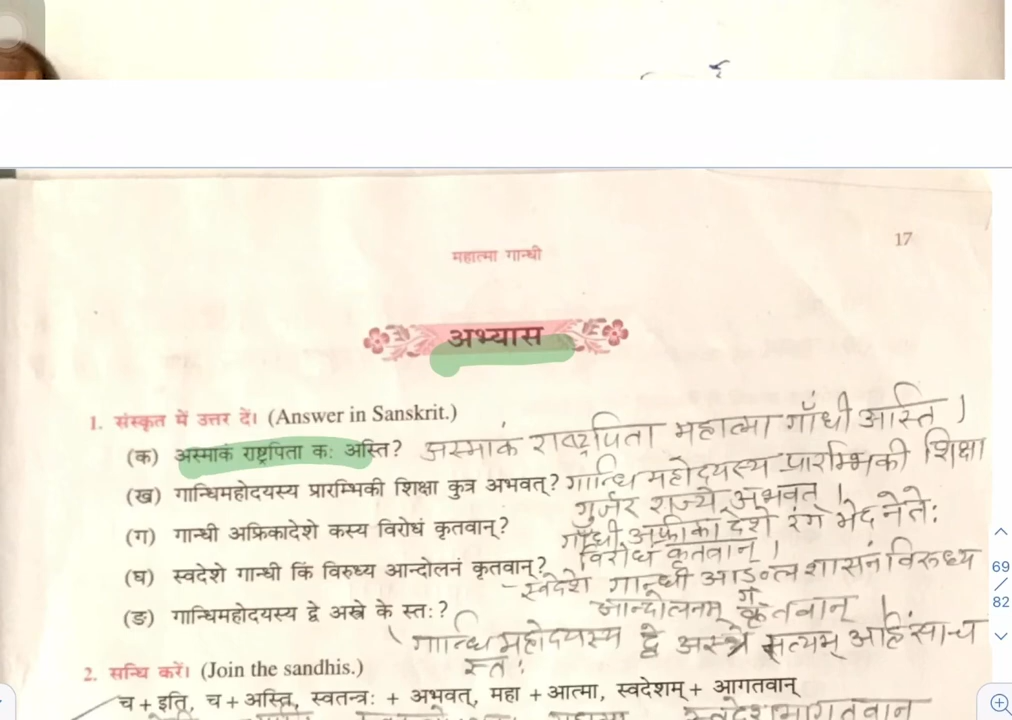 17
महात्मा गान्धी
अभ्यास
1. संस्कृत में उत्तर दें। (Answer in Sanskrit.)
(क) अस्माकं राष्ट्रपिता कः अस्ति? अस्माकं राष्ट्रपिता महात्मा गाँधी अस्ति ।
(ख) गान्धिमहोदयस्य प्रारम्भिकी शिक्षा कुत्र अभवत्? गान्धि महोदयस्य प्रारम्भिकी शिक्षा
गुर्जर राज्ये अभवत् ।
(ग) गान्धी अफ्रिकादेशे कस्य विरोधं कृतवान्? गाँधी अफ्रीका देशे रंग भेद
विरोधं कृतवान् ।
(घ) स्वदेशे गान्धी किं विरुध्य आन्दोलनं कृतवान्? - स्वदेशे गान्धी शासनं विरूध्य
आन्दोलनम् कृतवान् ।
(ङ) गान्धिमहोदयस्य द्वे अस्त्रे के स्तः?
गान्धि महोदयस्य द्वे अस्त्रे सत्यम् अहिंसा च
स्तः
2. सन्धि करें। (Join the sandhis.)
च + इति, च + अस्ति, स्वतन्त्रः + अभवत्, महा + आत्मा, स्वदेशम् + आगतवान्
स्वदेशमागतवान
69
/
82